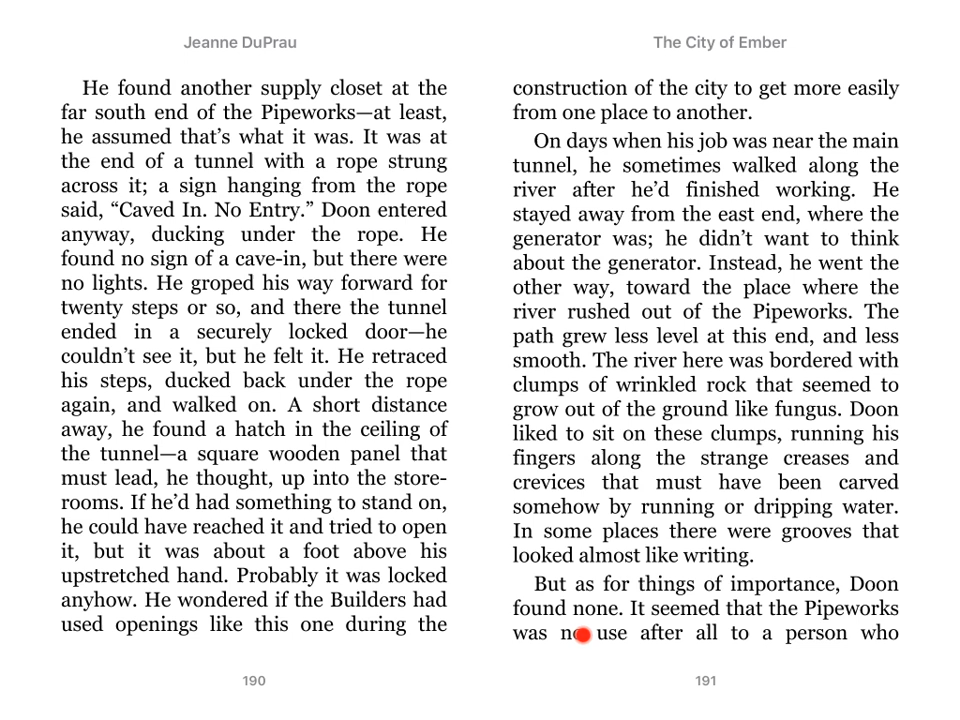 Jeanne DuPrau
He found another supply closet at the
far south end of the Pipeworks—at least,
he assumed that’s what it was. It was at
the end of a tunnel with a rope strung
across it; a sign hanging from the rope
said, “Caved In. No Entry.” Doon entered
anyway, ducking under the rope. He
found no sign of a cave-in, but there were
no lights. He groped his way forward for
twenty steps or so, and there the tunnel
ended in a securely locked door—he
couldn’t see it, but he felt it. He retraced
his steps, ducked back under the rope
again, and walked on. A short distance
away, he found a hatch in the ceiling of
the tunnel—a square wooden panel that
must lead, he thought, up into the store-
rooms. If he’d had something to stand on,
he could have reached it and tried to open
it, but it was about a foot above his
upstretched hand. Probably it was locked
anyhow. He wondered if the Builders had
used openings like this one during the
190
The City of Ember
construction of the city to get more easily
from one place to another.
On days when his job was near the main
tunnel, he sometimes walked along the
river after he’d finished working. He
stayed away from the east end, where the
generator was; he didn’t want to think
about the generator. Instead, he went the
other way, toward the place where the
river rushed out of the Pipeworks. The
path grew less level at this end, and less
smooth. The river here was bordered with
clumps of wrinkled rock that seemed to
grow out of the ground like fungus. Doon
liked to sit on these clumps, running his
fingers along the strange creases and
crevices that must have been carved
somehow by running or dripping water.
In some places there were grooves that
looked almost like writing.
But as for things of importance, Doon
found none. It seemed that the Pipeworks
was no use after all to a person who
191